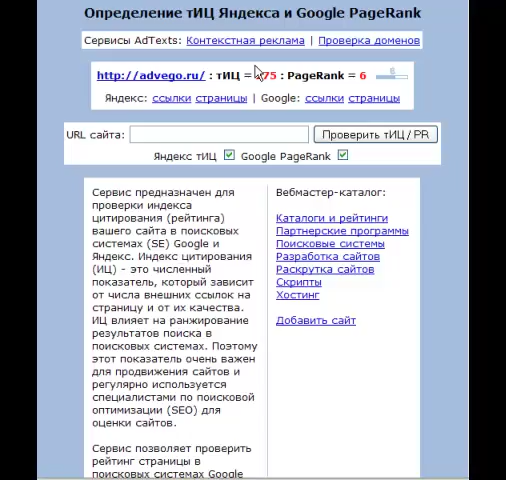 Определение тИЦ Яндекса и Google PageRank
Сервисы AdTexts: Контекстная реклама | Проверка доменов
http://advego.ru/ : тИЦ = 75 : PageRank = 6
Яндекс: ссылки страницы | Google: ссылки страницы
URL сайта: Проверить тИЦ / PR
Яндекс тИЦ Google PageRank
Сервис предназначен для
проверки индекса
цитирования (рейтинга)
вашего сайта в поисковых
системах (SE) Google и
Яндекс. Индекс цитирования
(ИЦ) - это численный
показатель, который зависит
от числа внешних ссылок на
страницу и от их качества.
ИЦ влияет на ранжирование
результатов поиска в
поисковых системах. Поэтому
этот показатель очень важен
для продвижения сайтов и
регулярно используется
специалистами по поисковой
оптимизации (SEO) для
оценки сайтов.
Сервис позволяет проверить
рейтинг страницы в
поисковых системах Google
Вебмастер-каталог:
Каталоги и рейтинги
Партнерские программы
Поисковые системы
Разработка сайтов
Раскрутка сайтов
Скрипты
Хостинг
Добавить сайт